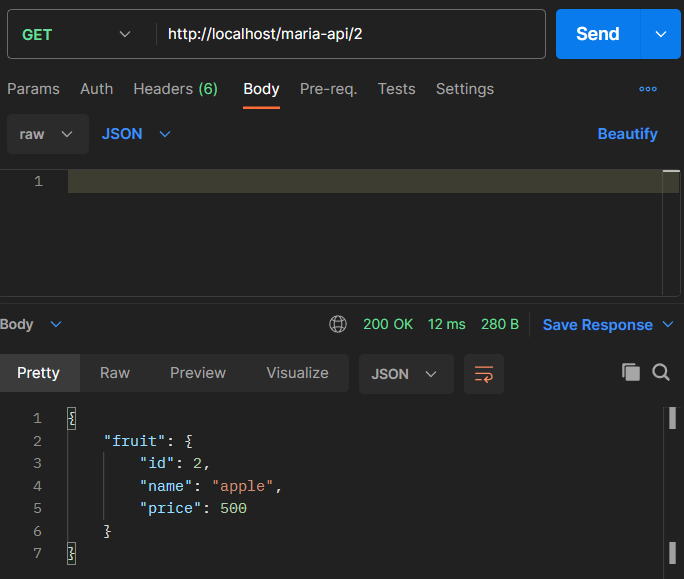 GET http://localhost/maria-api/2 Send
Params Auth Headers (6) Body Pre-req. Tests Settings
raw JSON Beautify
1
Body 200 OK 12 ms 280 B Save Response
Pretty Raw Preview Visualize JSON
1 {
2 "fruit": {
3 "id": 2,
4 "name": "apple",
5 "price": 500
6 }
7 }